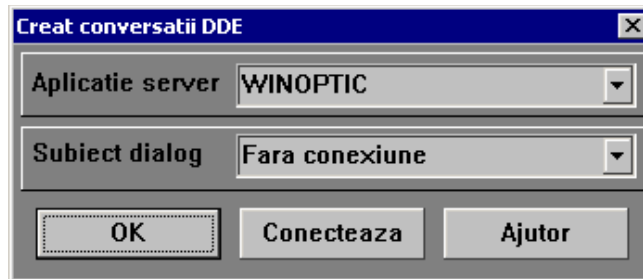 Creat conversatii DDE
Aplicatie server WINOPTIC
Subiect dialog Fara conexiune
OK Conecteaza Ajutor